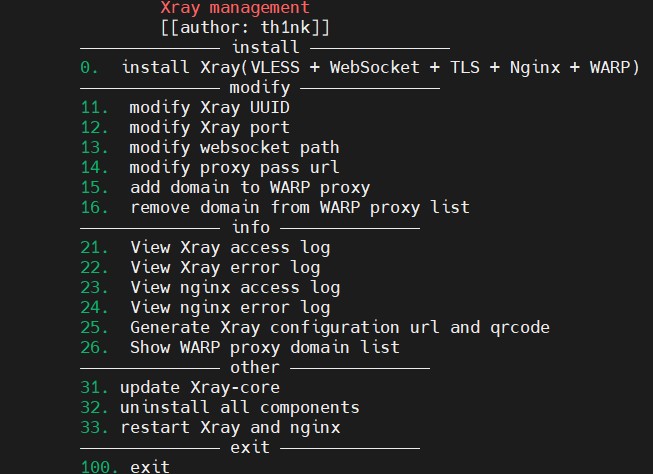 Xray management
[[author: th1nk]]
—————————————— install ——————————————
0. install Xray(VLESS + WebSocket + TLS + Nginx + WARP)
—————————————— modify ——————————————
11. modify Xray UUID
12. modify Xray port
13. modify websocket path
14. modify proxy pass url
15. add domain to WARP proxy
16. remove domain from WARP proxy list
—————————————— info ——————————————
21. View Xray access log
22. View Xray error log
23. View nginx access log
24. View nginx error log
25. Generate Xray configuration url and qrcode
26. Show WARP proxy domain list
—————————————— other ——————————————
31. update Xray-core
32. uninstall all components
33. restart Xray and nginx
—————————————— exit ——————————————
100. exit